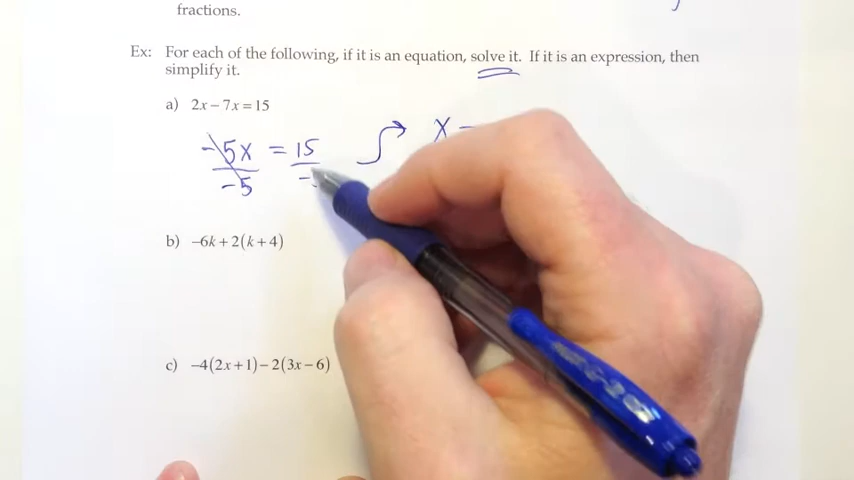 fractions.
Ex: For each of the following, if it is an equation, solve it. If it is an expression, then
simplify it.
a) 2x – 7x = 15
x =
-5x = 15
-5
b) –6k + 2(k + 4)
c) –4(2x + 1) – 2(3x – 6)